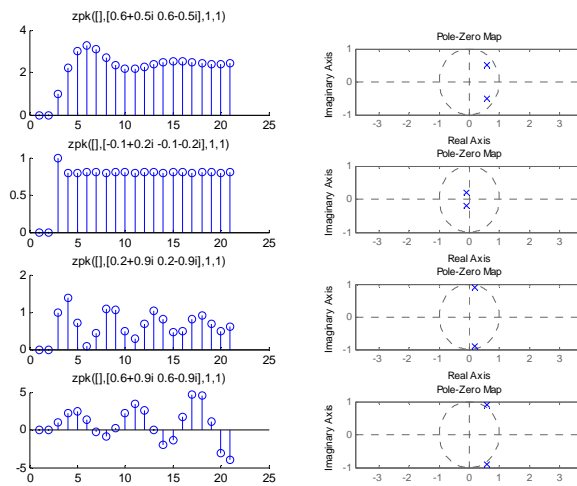 zpk([],[0.6+0.5i 0.6-0.5i],1,1)
4
2
0
0 5 10 15 20 25
Pole-Zero Map
Imaginary Axis
1
0
-1
-3 -2 -1 0 1 2 3
Real Axis
zpk([],[-0.1+0.2i -0.1-0.2i],1,1)
1
0.5
0
0 5 10 15 20 25
Pole-Zero Map
Imaginary Axis
1
0
-1
-3 -2 -1 0 1 2 3
Real Axis
zpk([],[0.2+0.9i 0.2-0.9i],1,1)
2
1
0
0 5 10 15 20 25
Pole-Zero Map
Imaginary Axis
1
0
-1
-3 -2 -1 0 1 2 3
Real Axis
zpk([],[0.6+0.9i 0.6-0.9i],1,1)
5
0
-5
0 5 10 15 20 25
Pole-Zero Map
Imaginary Axis
1
0
-1
-3 -2 -1 0 1 2 3